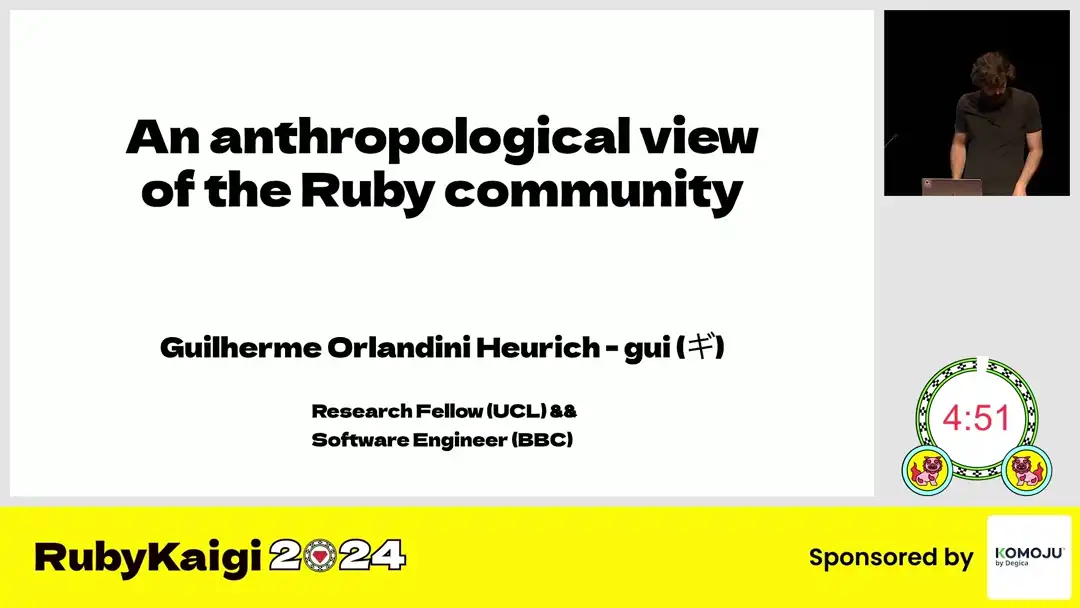 An anthropological view
of the Ruby community
Guilherme Orlandini Heurich - gui (ギ)
Research Fellow (UCL) &&
Software Engineer (BBC)
4:51
RubyKaigi 2024
Sponsored by
KOMOJU
by Degica